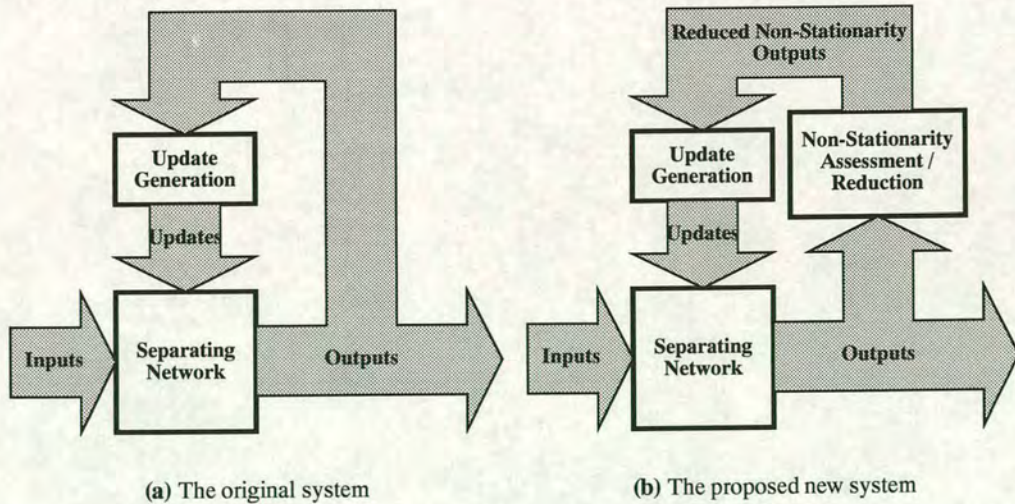 Update
Generation
Updates
Inputs
Separating
Network
Outputs
(a) The original system
Reduced Non-Stationarity
Outputs
Update
Generation
Non-Stationarity
Assessment /
Reduction
Updates
Inputs
Separating
Network
Outputs
(b) The proposed new system